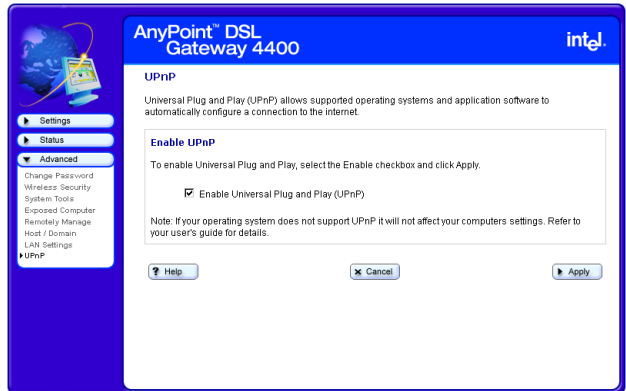 AnyPoint™ DSL
Gateway 4400
intel.
Settings
Status
Advanced
Change Password
Wireless Security
System Tools
Exposed Computer
Remotely Manage
Host / Domain
LAN Settings
UPnP
UPnP
Universal Plug and Play (UPnP) allows supported operating systems and application software to
automatically configure a connection to the internet.
Enable UPnP
To enable Universal Plug and Play, select the Enable checkbox and click Apply.
Enable Universal Plug and Play (UPnP)
Note: If your operating system does not support UPnP it will not affect your computers settings. Refer to
your user's guide for details.
? Help
Cancel
Apply